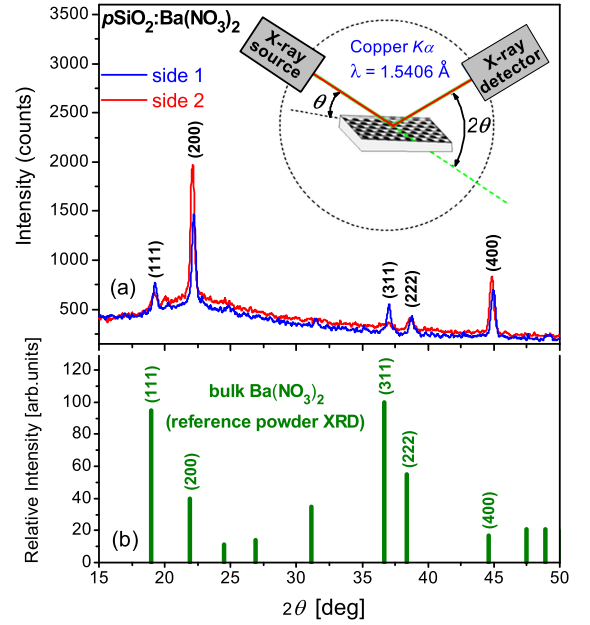 pSiO₂:Ba(NO₃)₂
side 1
side 2
X-ray
source
Copper Kα
λ = 1.5406 Å
X-ray
detector
θ
2θ
Intensity (counts)
3500
3000
2500
2000
1500
1000
500
(111)
(200)
(311)
(222)
(400)
(a)
Relative Intensity [arb.units]
120
100
80
60
40
20
0
(111)
(200)
(311)
(222)
(400)
bulk Ba(NO₃)₂
(reference powder XRD)
(b)
15 20 25 30 35 40 45 50
2θ [deg]